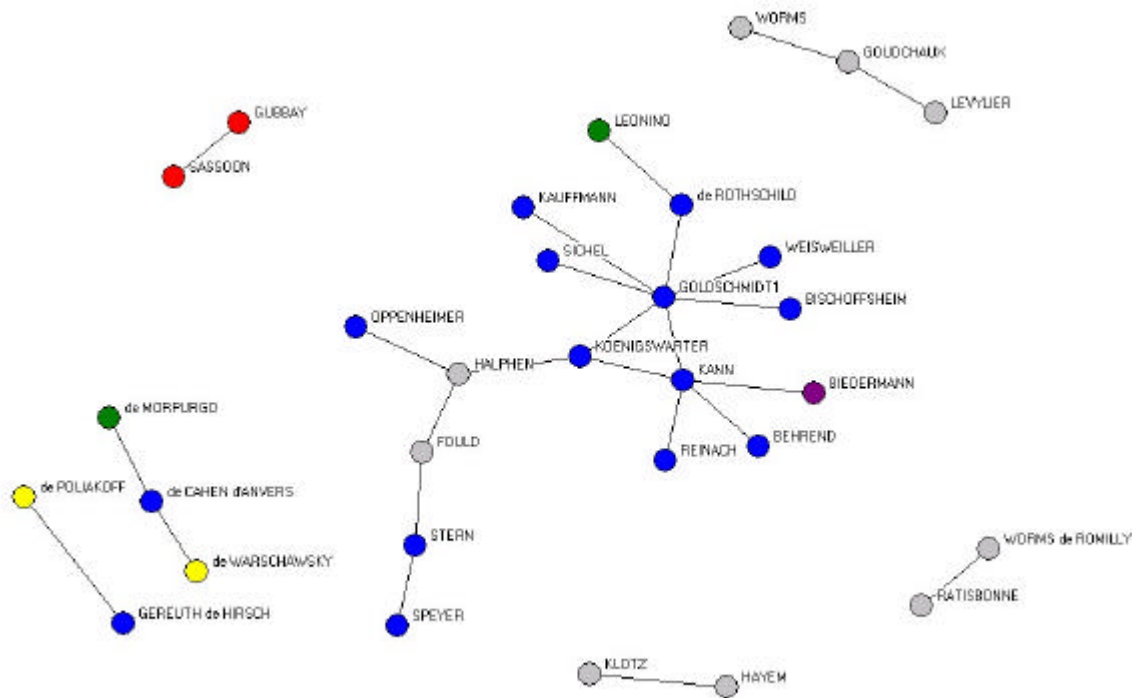 WORMS
GOUDCHAUX
LEVYLIER
GUBBAY
SASSOON
LEONINO
KAUFFMANN
de ROTHSCHILD
SICHEL
WEISWEILLER
GOLDSCHMIDT1
BISCHOFFSHEIM
OPPENHEIMER
KOENIGSWARTER
HALPHEN
KANN
BIEDERMANN
de MORPURGO
FOULD
REINACH
BEHREND
de POLIAKOFF
de CAHEN d'ANVERS
STERN
WORMS de ROMILLY
de WARSCHAWSKY
RATISBONNE
GEREUTH de HIRSCH
SPEYER
KLOTZ
HAYEM